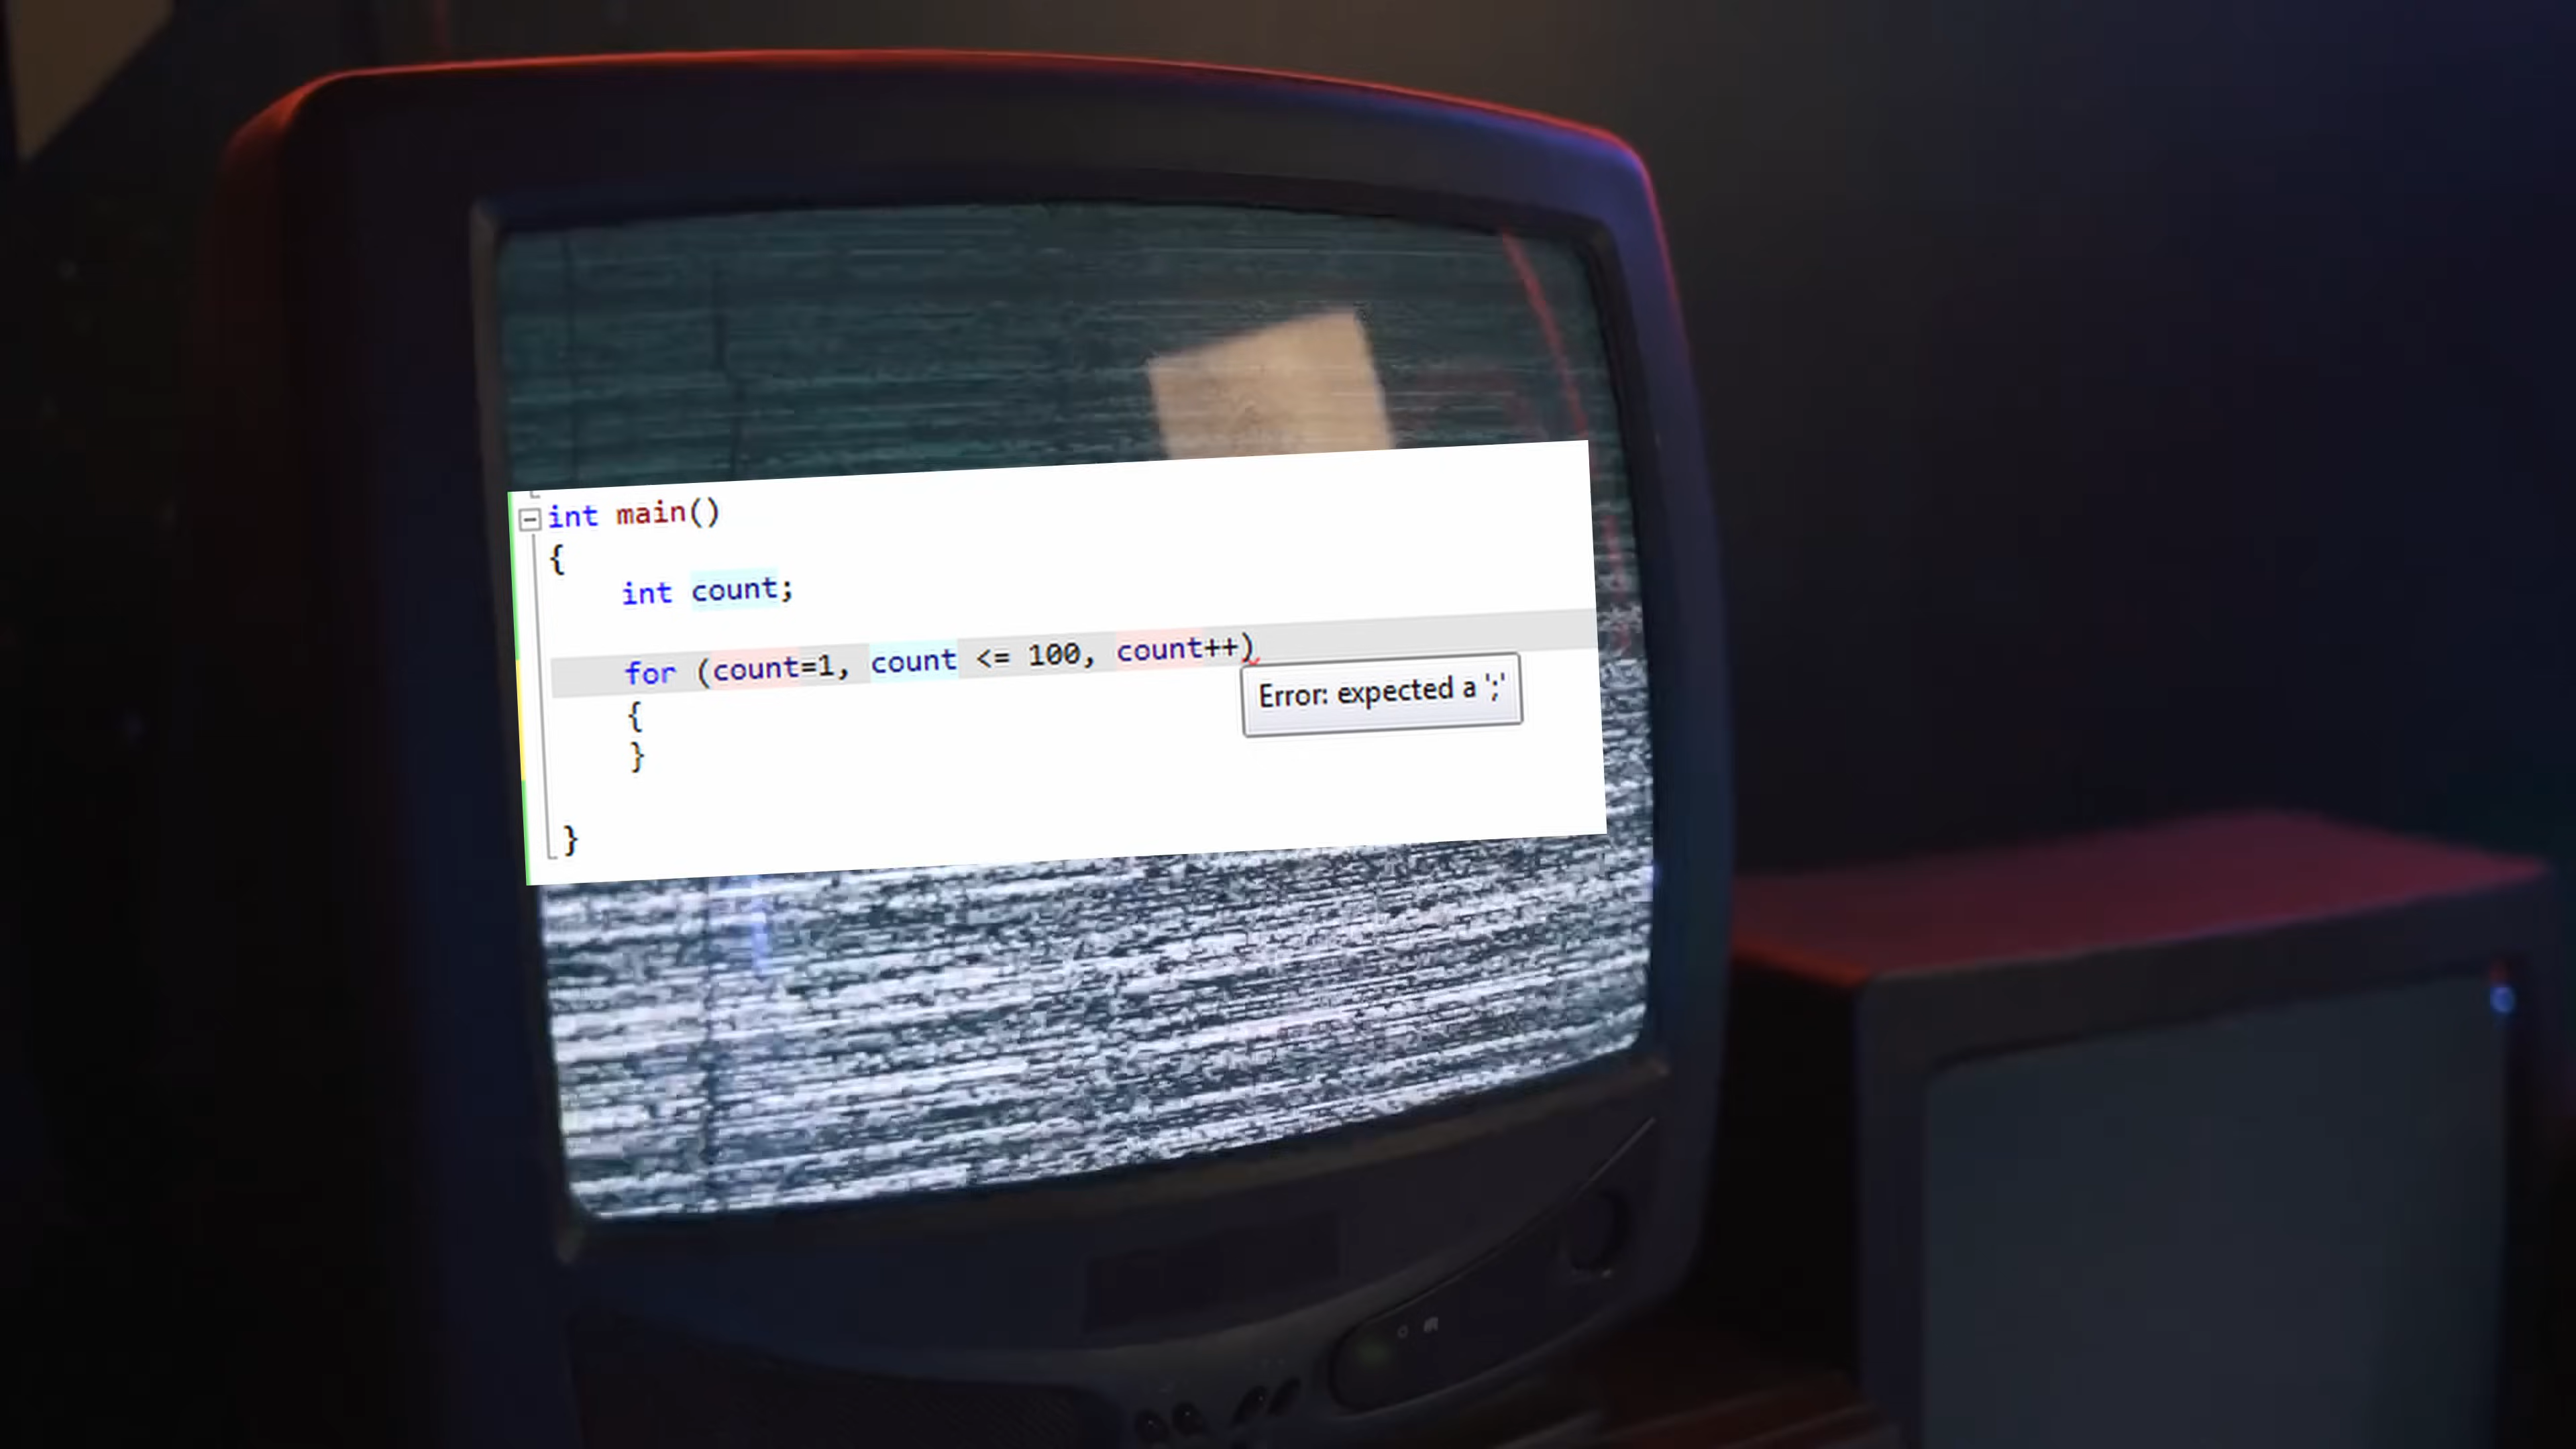 int main()
{
int count;
for (count=1, count <= 100, count++)
Error: expected a ';'
{
}
}